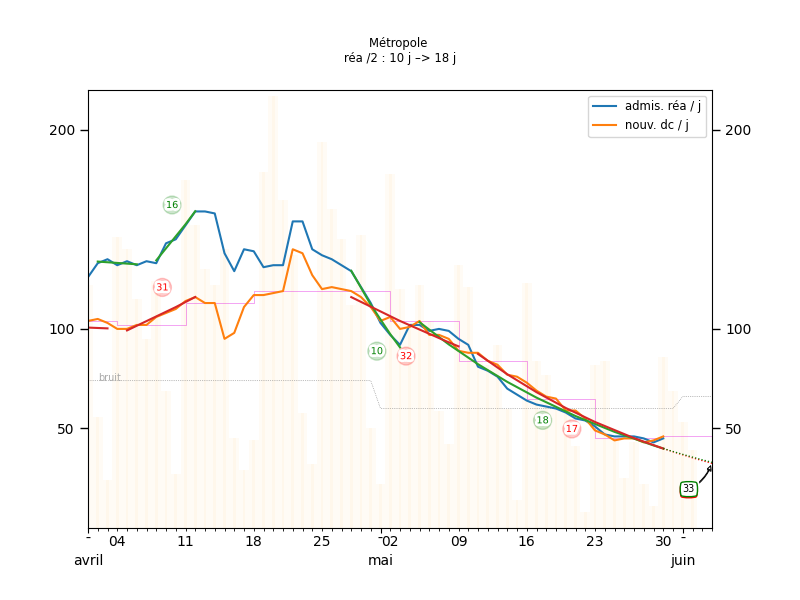 Métropole
réa /2 : 10 j –> 18 j
admis. réa / j
nouv. dc / j
200
200
16
31
100
100
10
32
bruit
50
50
18
17
33
04
11
18
25
02
09
16
23
30
avril
mai
juin